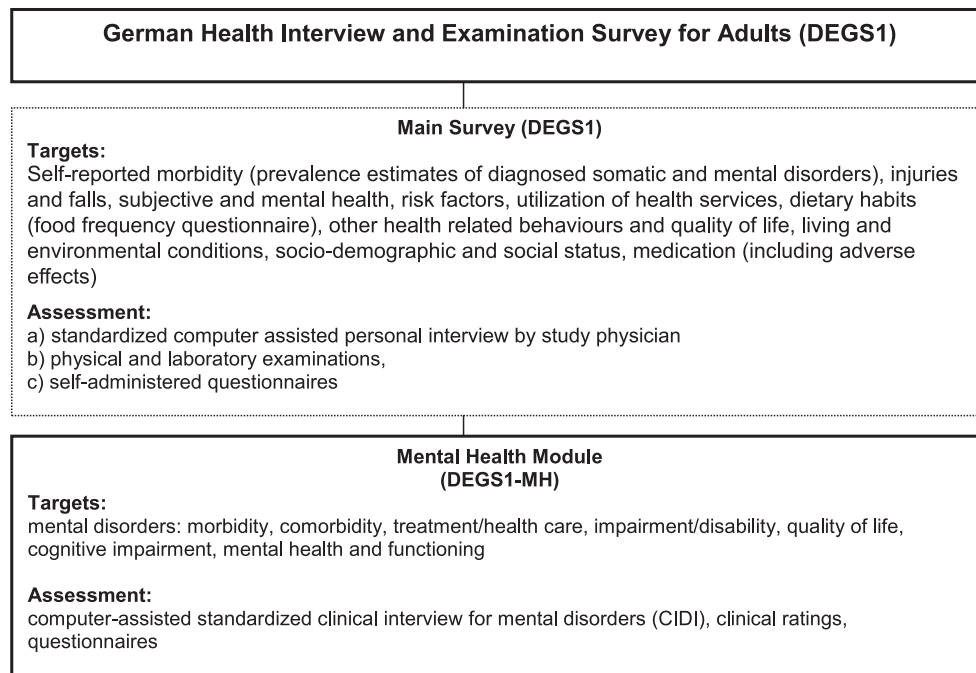 German Health Interview and Examination Survey for Adults (DEGS1)
Main Survey (DEGS1)
Targets:
Self-reported morbidity (prevalence estimates of diagnosed somatic and mental disorders), injuries
and falls, subjective and mental health, risk factors, utilization of health services, dietary habits
(food frequency questionnaire), other health related behaviours and quality of life, living and
environmental conditions, socio-demographic and social status, medication (including adverse
effects)
Assessment:
a) standardized computer assisted personal interview by study physician
b) physical and laboratory examinations,
c) self-administered questionnaires
Mental Health Module
(DEGS1-MH)
Targets:
mental disorders: morbidity, comorbidity, treatment/health care, impairment/disability, quality of life,
cognitive impairment, mental health and functioning
Assessment:
computer-assisted standardized clinical interview for mental disorders (CIDI), clinical ratings,
questionnaires